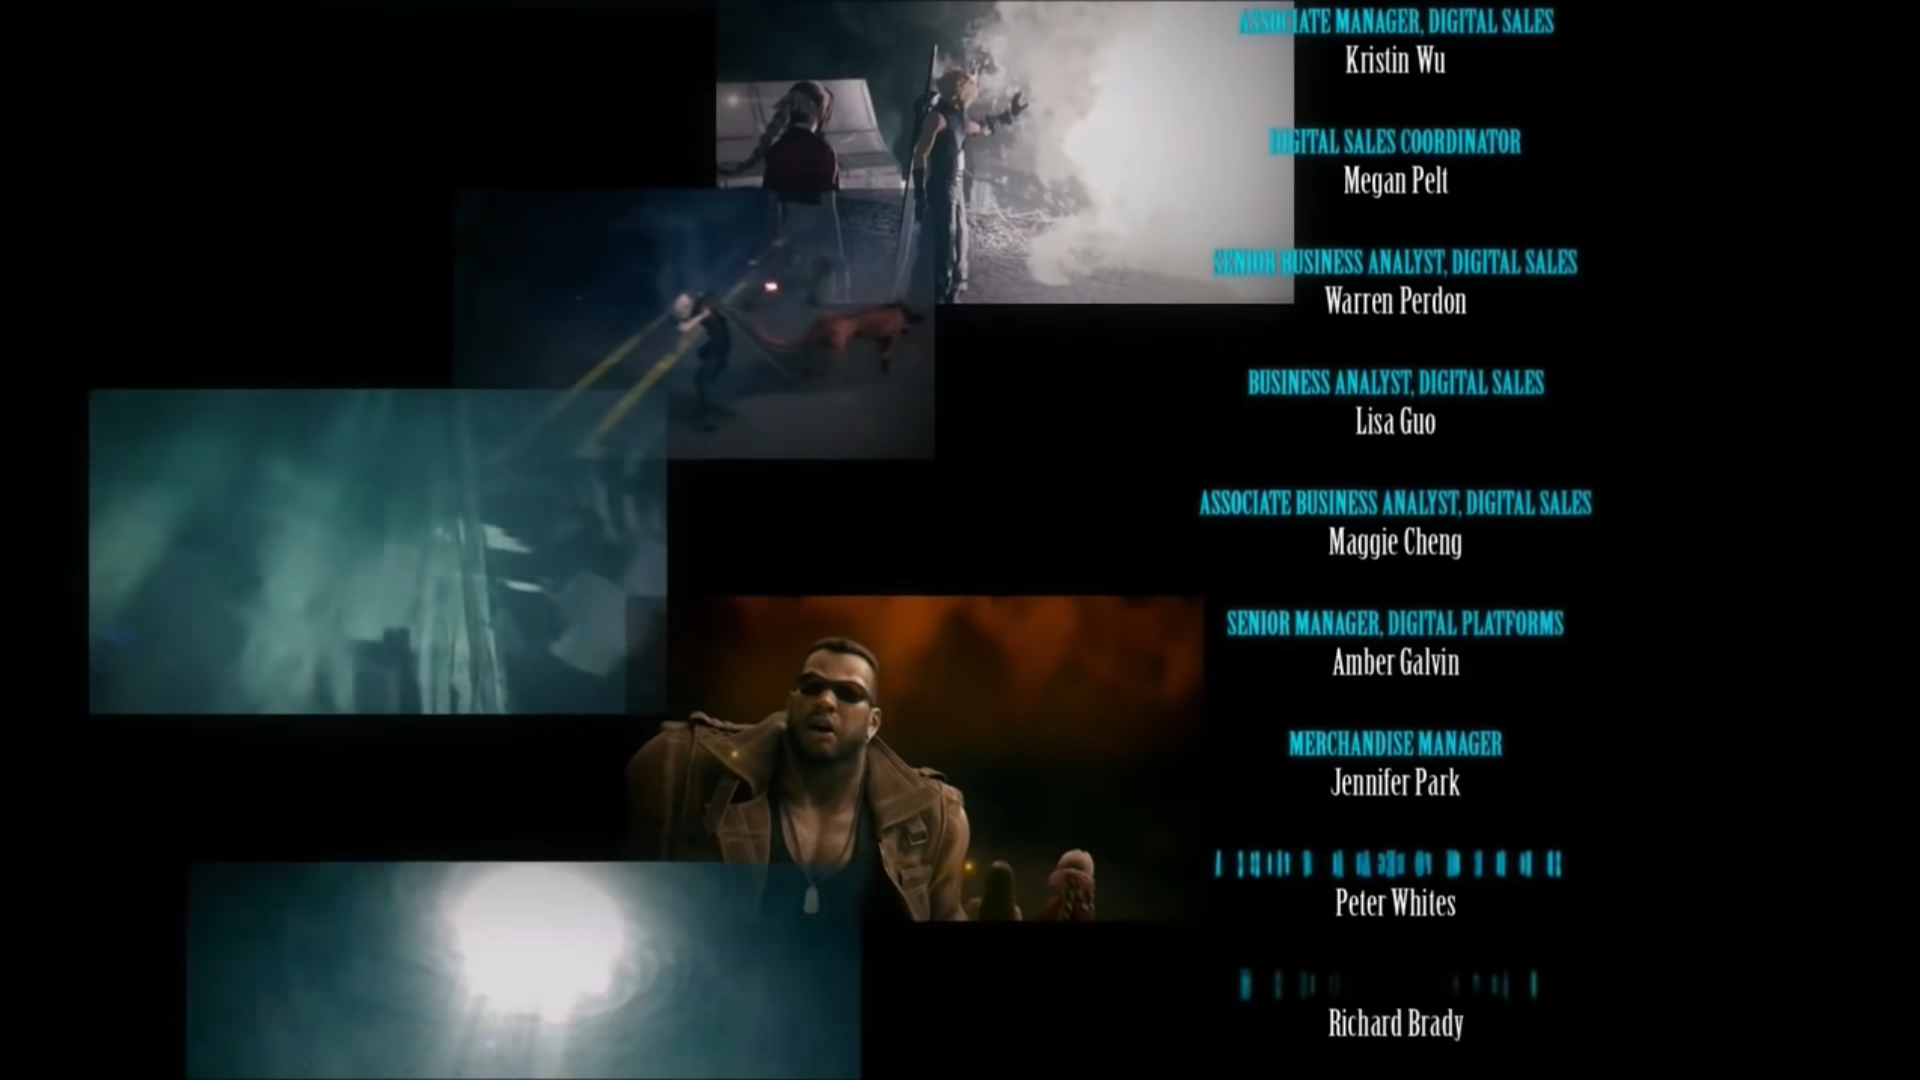 ASSOCIATE MANAGER, DIGITAL SALES
Kristin Wu
DIGITAL SALES COORDINATOR
Megan Pelt
SENIOR BUSINESS ANALYST, DIGITAL SALES
Warren Perdon
BUSINESS ANALYST, DIGITAL SALES
Lisa Guo
ASSOCIATE BUSINESS ANALYST, DIGITAL SALES
Maggie Cheng
SENIOR MANAGER, DIGITAL PLATFORMS
Amber Galvin
MERCHANDISE MANAGER
Jennifer Park
Peter Whites
Richard Brady